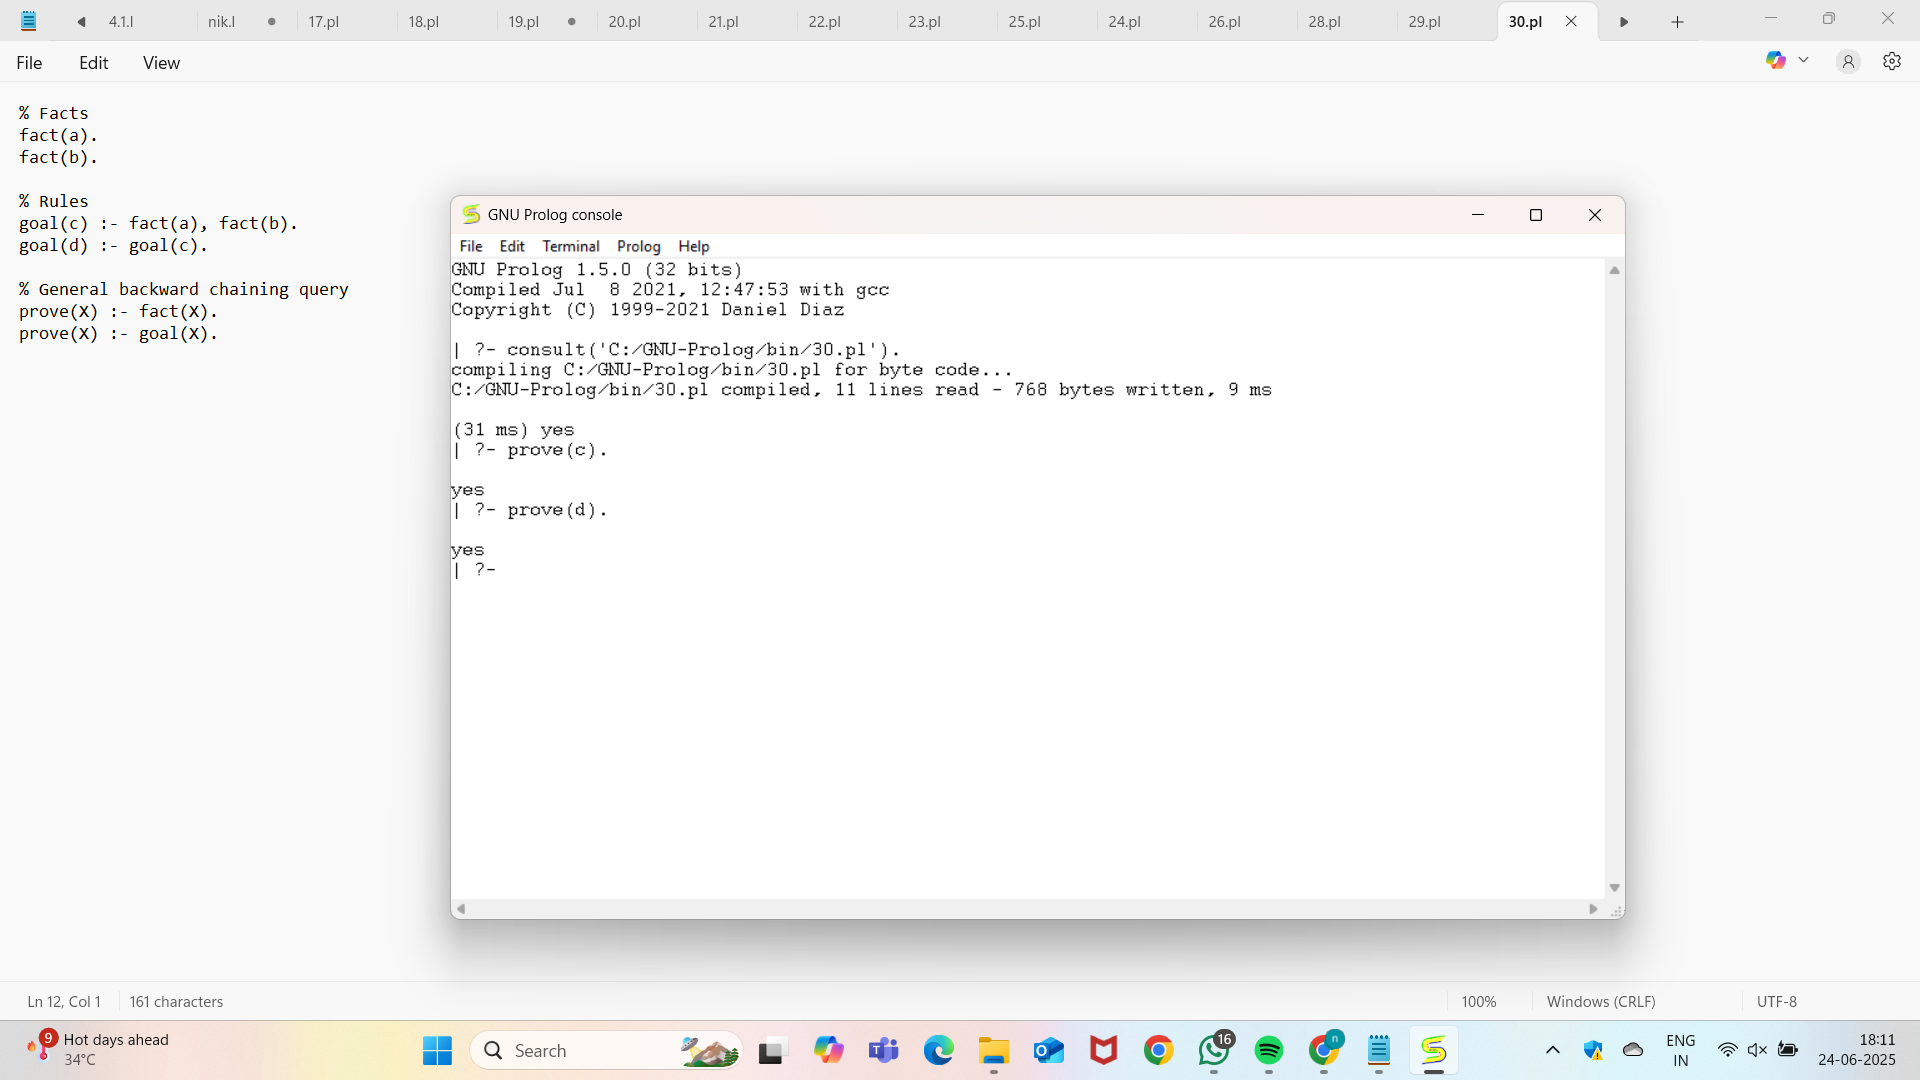 4.1.l nik.l 17.pl 18.pl 19.pl 20.pl 21.pl 22.pl 23.pl 25.pl 24.pl 26.pl 28.pl 29.pl 30.pl
File Edit View
% Facts
fact(a).
fact(b).
% Rules
goal(c) :- fact(a), fact(b).
goal(d) :- goal(c).
% General backward chaining query
prove(X) :- fact(X).
prove(X) :- goal(X).
GNU Prolog console
File Edit Terminal Prolog Help
GNU Prolog 1.5.0 (32 bits)
Compiled Jul  8 2021, 12:47:53 with gcc
Copyright (C) 1999-2021 Daniel Diaz
| ?- consult('C:/GNU-Prolog/bin/30.pl').
compiling C:/GNU-Prolog/bin/30.pl for byte code...
C:/GNU-Prolog/bin/30.pl compiled, 11 lines read - 768 bytes written, 9 ms
(31 ms) yes
| ?- prove(c).
yes
| ?- prove(d).
yes
| ?-
Ln 12, Col 1 161 characters 100% Windows (CRLF) UTF-8
9 Hot days ahead
34°C
Search
16
n
ENG
IN
18:11
24-06-2025